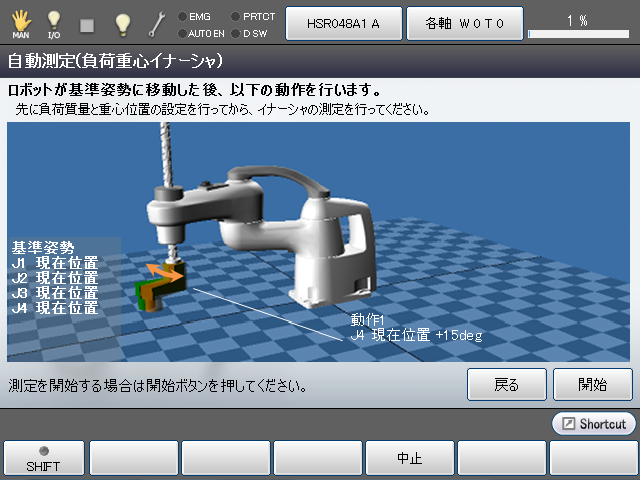 MAN
I/O
EMG
AUTO EN
PRTCT
D SW
HSR048A1 A
各軸 W0T0
1 %
自動測定(負荷重心イナーシャ)
ロボットが基準姿勢に移動した後、以下の動作を行います。
先に負荷質量と重心位置の設定を行ってから、イナーシャの測定を行ってください。
基準姿勢
J1 現在位置
J2 現在位置
J3 現在位置
J4 現在位置
動作1
J4 現在位置 +15deg
測定を開始する場合は開始ボタンを押してください。
戻る
開始
Shortcut
SHIFT
中止